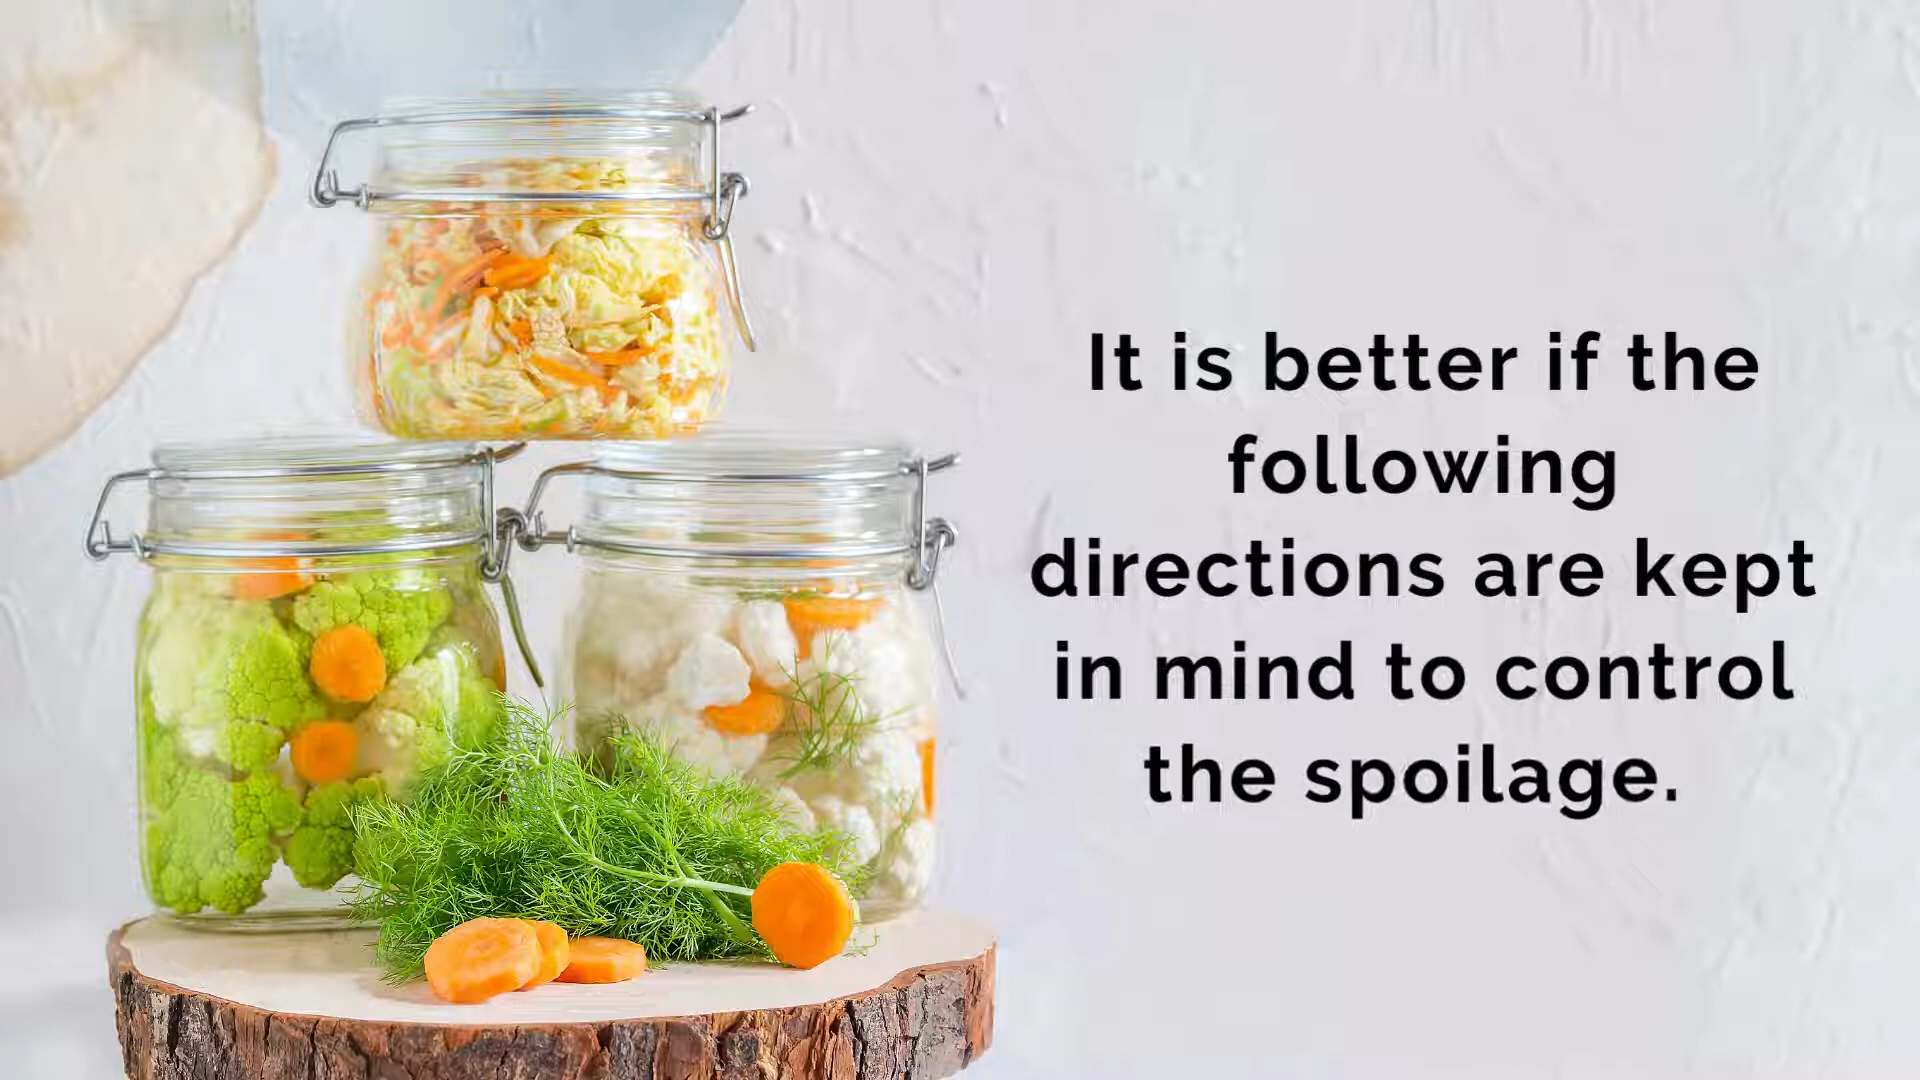 It is better if the
following
directions are kept
in mind to control
the spoilage.